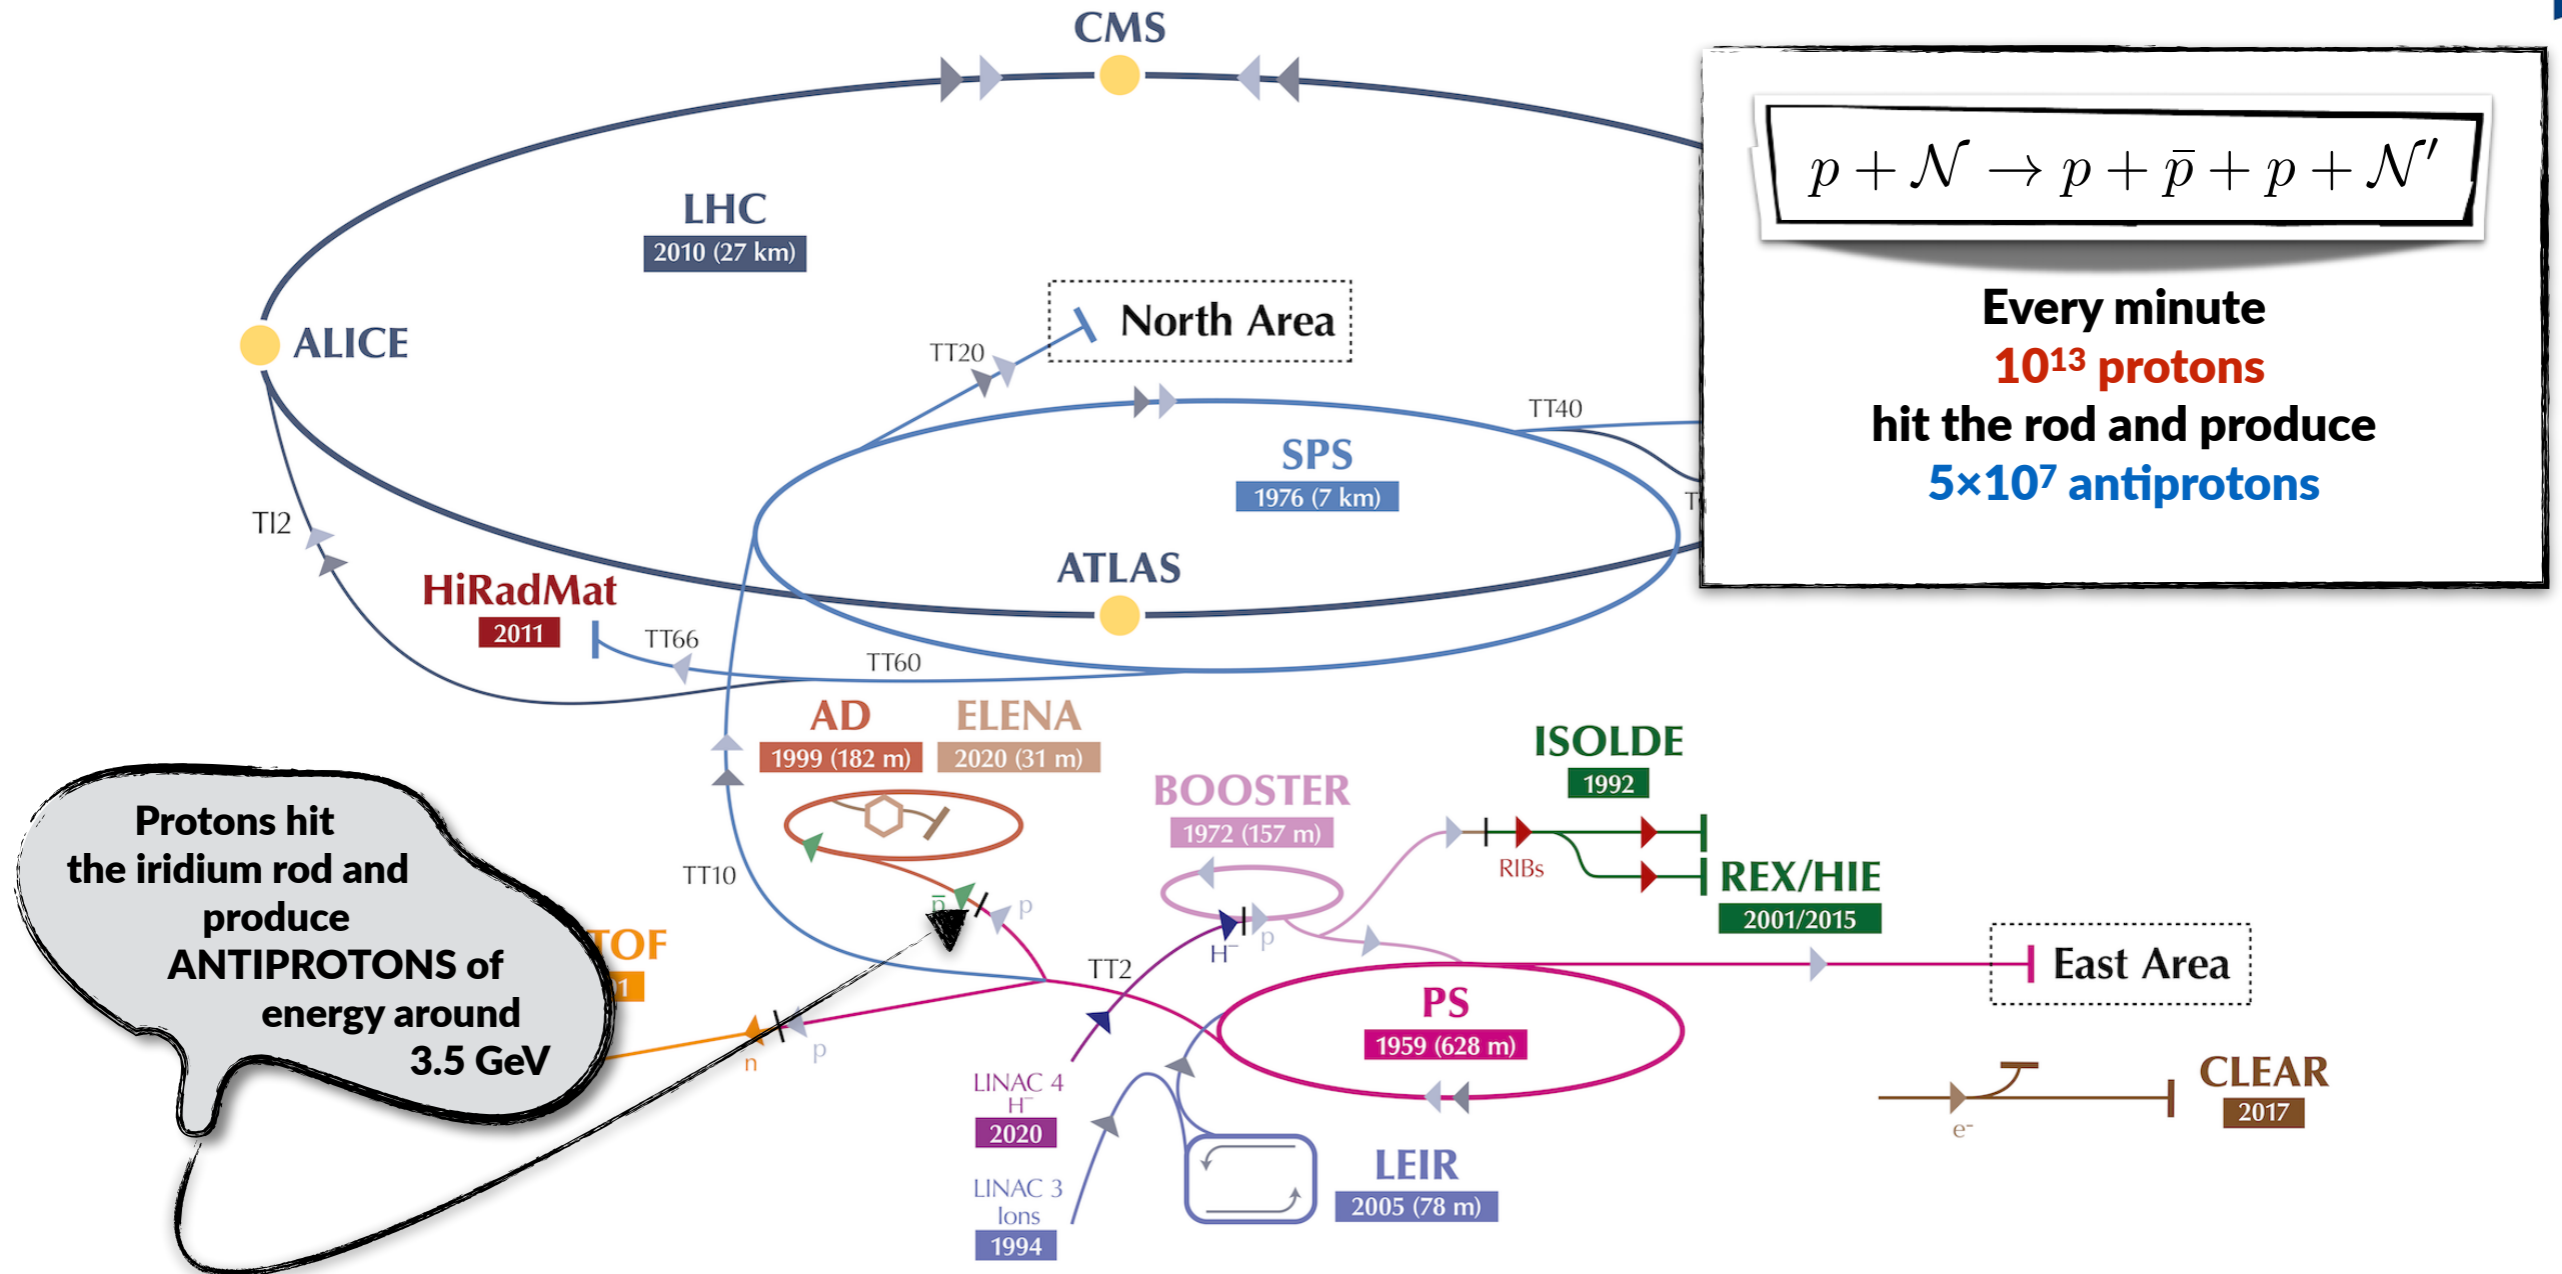 CMS
p + N → p + p̄ + p + N′
LHC
2010 (27 km)
Every minute
10¹³ protons
hit the rod and produce
5×10⁷ antiprotons
North Area
ALICE
TT20
TT40
SPS
1976 (7 km)
TI2
ATLAS
HiRadMat
2011
TT66
TT60
AD
1999 (182 m)
ELENA
2020 (31 m)
ISOLDE
1992
BOOSTER
1972 (157 m)
RIBs
REX/HIE
2001/2015
Protons hit
the iridium rod and
produce
ANTIPROTONS of
energy around
3.5 GeV
TT10
p̄
p
TOF
1
H⁻
p
TT2
East Area
PS
1959 (628 m)
n
p
LINAC 4
H⁻
2020
CLEAR
2017
e⁻
LINAC 3
Ions
1994
LEIR
2005 (78 m)